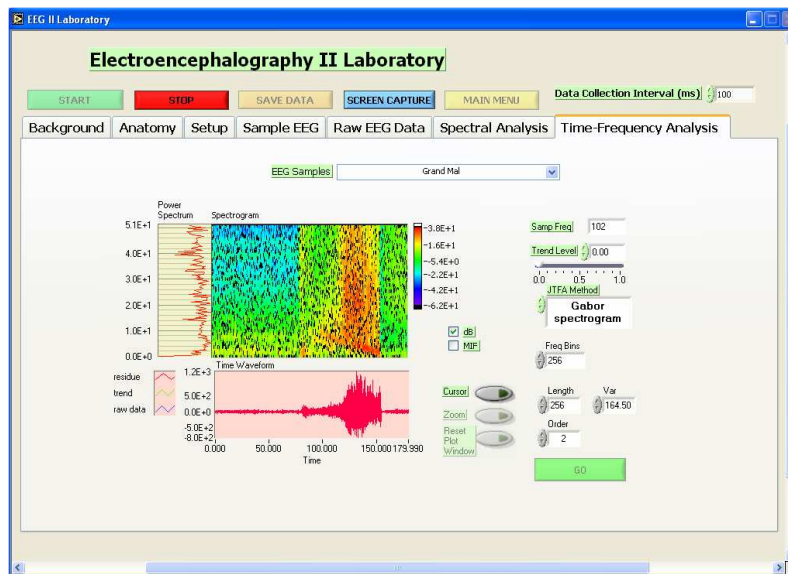 EEG II Laboratory
Electroencephalography II Laboratory
START STOP SAVE DATA SCREEN CAPTURE MAIN MENU Data Collection Interval (ms) 100
Background Anatomy Setup Sample EEG Raw EEG Data Spectral Analysis Time-Frequency Analysis
EEG Samples Grand Mal
Power
Spectrum Spectrogram
5.1E+1
4.0E+1
3.0E+1
2.0E+1
1.0E+1
0.0E+0
-3.8E+1
-1.6E+1
-5.4E+0
-2.2E+1
-4.2E+1
-6.2E+1
Samp Freq 102
Trend Level 0.00
0.0 0.5 1.0
JTFA Method
Gabor
spectrogram
dB
MIF
Freq Bins
256
Time Waveform
residue
trend
raw data
1.2E+3
5.0E+2
0.0E+0
-5.0E+2
-8.0E+2
0.000 50.000 100.000 150.000 179.990
Time
Cursor
Zoom
Reset
Plot
Window
Length Var
256 164.50
Order
2
GO